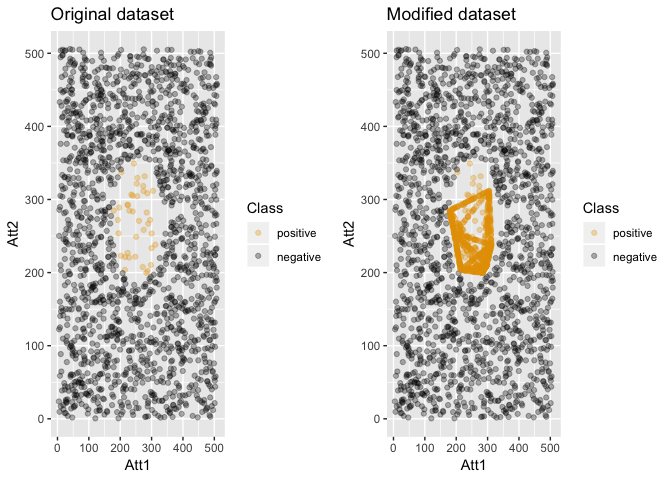 Original dataset
500
400
300
200
100
0
Att2
0 100 200 300 400 500
Att1
Class
positive
negative
Modified dataset
500
400
300
200
100
0
Att2
0 100 200 300 400 500
Att1
Class
positive
negative